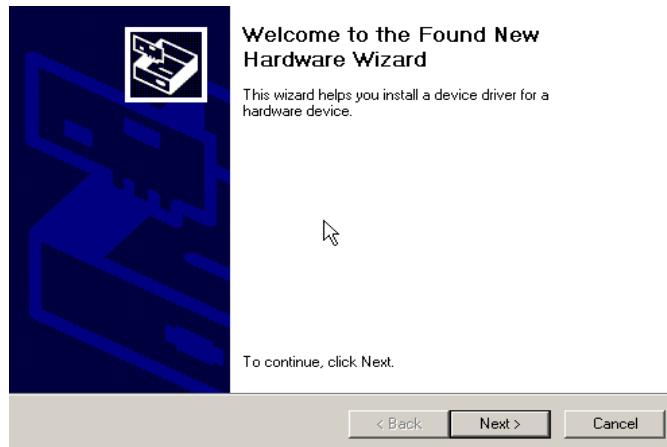 Welcome to the Found New
Hardware Wizard
This wizard helps you install a device driver for a
hardware device.
To continue, click Next.
< Back
Next >
Cancel